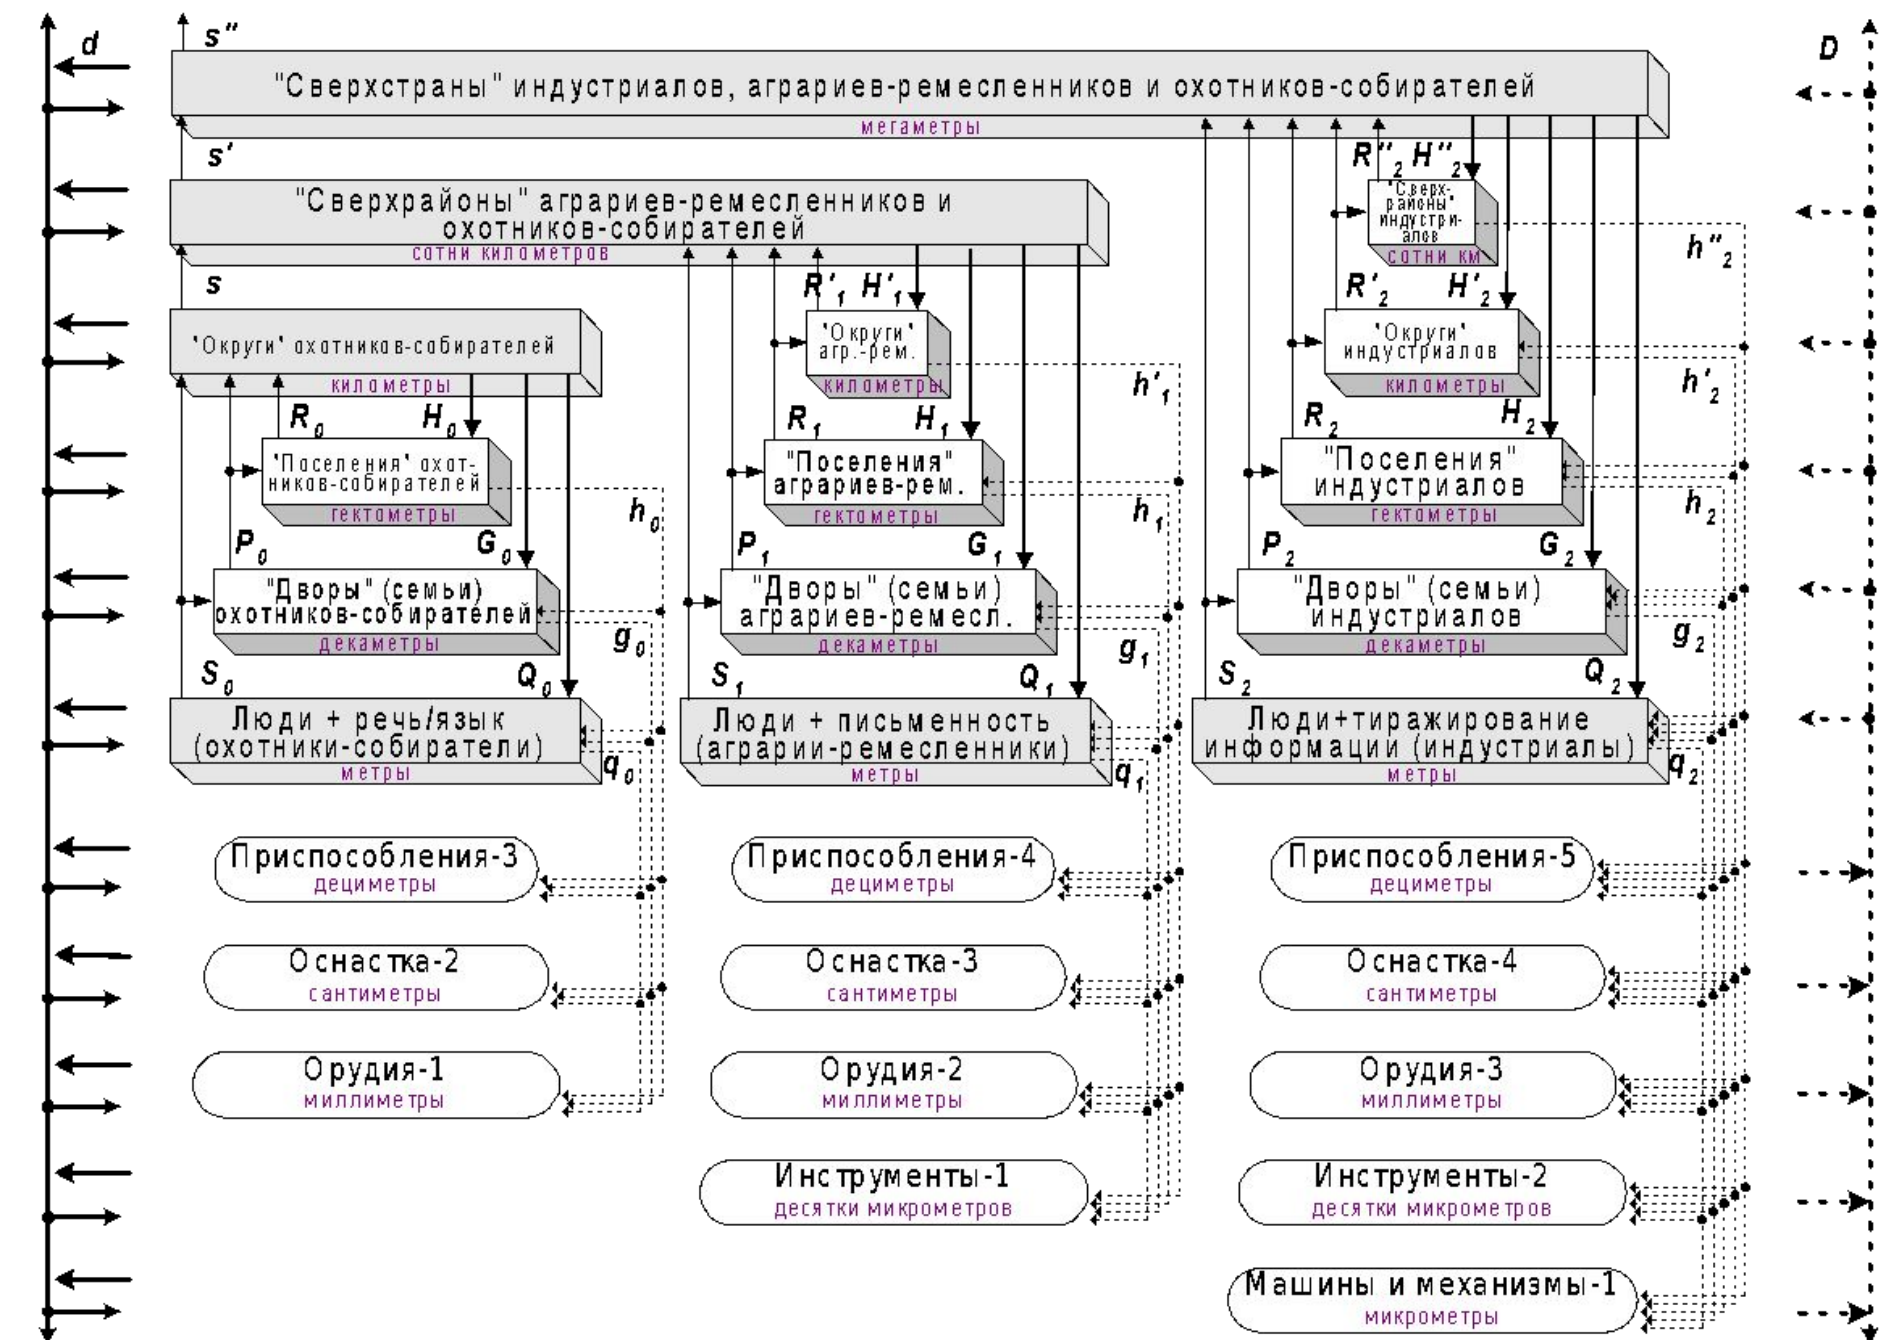 d
s"
D
"Сверхстраны" индустриалов, аграриев-ремесленников и охотников-собирателей
мегаметры
s'
R"2 H"2
"Сверхрайоны" аграриев-ремесленников и
охотников-собирателей
сотни километров
"Сверх-
районы"
индустри-
алов
сотни км
h"2
s
R'1 H'1
R'2 H'2
"Округи" охотников-собирателей
километры
"Округи"
агр.-рем.
километры
"Округи"
индустриалов
километры
h'1
h'2
R0 H0
R1 H1
R2 H2
"Поселения" охот-
ников-собирателей
гектометры
"Поселения"
аграриев-рем.
гектометры
"Поселения"
индустриалов
гектометры
h0
h1
h2
P0 G0
P1 G1
P2 G2
"Дворы" (семьи)
охотников-собирателей
декаметры
"Дворы" (семьи)
аграриев-ремесл.
декаметры
"Дворы" (семьи)
индустриалов
декаметры
g0
g1
g2
S0 Q0
S1 Q1
S2 Q2
Люди + речь/язык
(охотники-собиратели)
метры
Люди + письменность
(аграрии-ремесленники)
метры
Люди+тиражирование
информации (индустриалы)
метры
q0
q1
q2
Приспособления-3
дециметры
Приспособления-4
дециметры
Приспособления-5
дециметры
Оснастка-2
сантиметры
Оснастка-3
сантиметры
Оснастка-4
сантиметры
Орудия-1
миллиметры
Орудия-2
миллиметры
Орудия-3
миллиметры
Инструменты-1
десятки микрометров
Инструменты-2
десятки микрометров
Машины и механизмы-1
микрометры